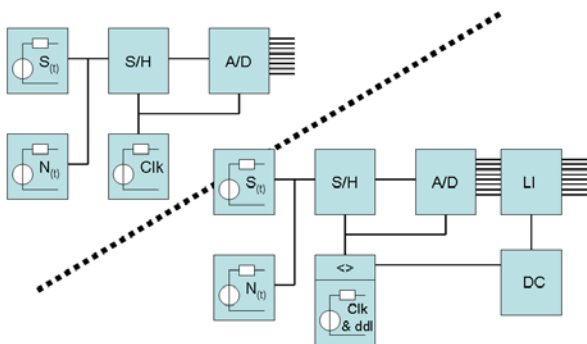 S(t)
S/H
A/D
N(t)
Clk
S(t)
S/H
A/D
LI
N(t)
<>
Clk
& ddl
DC